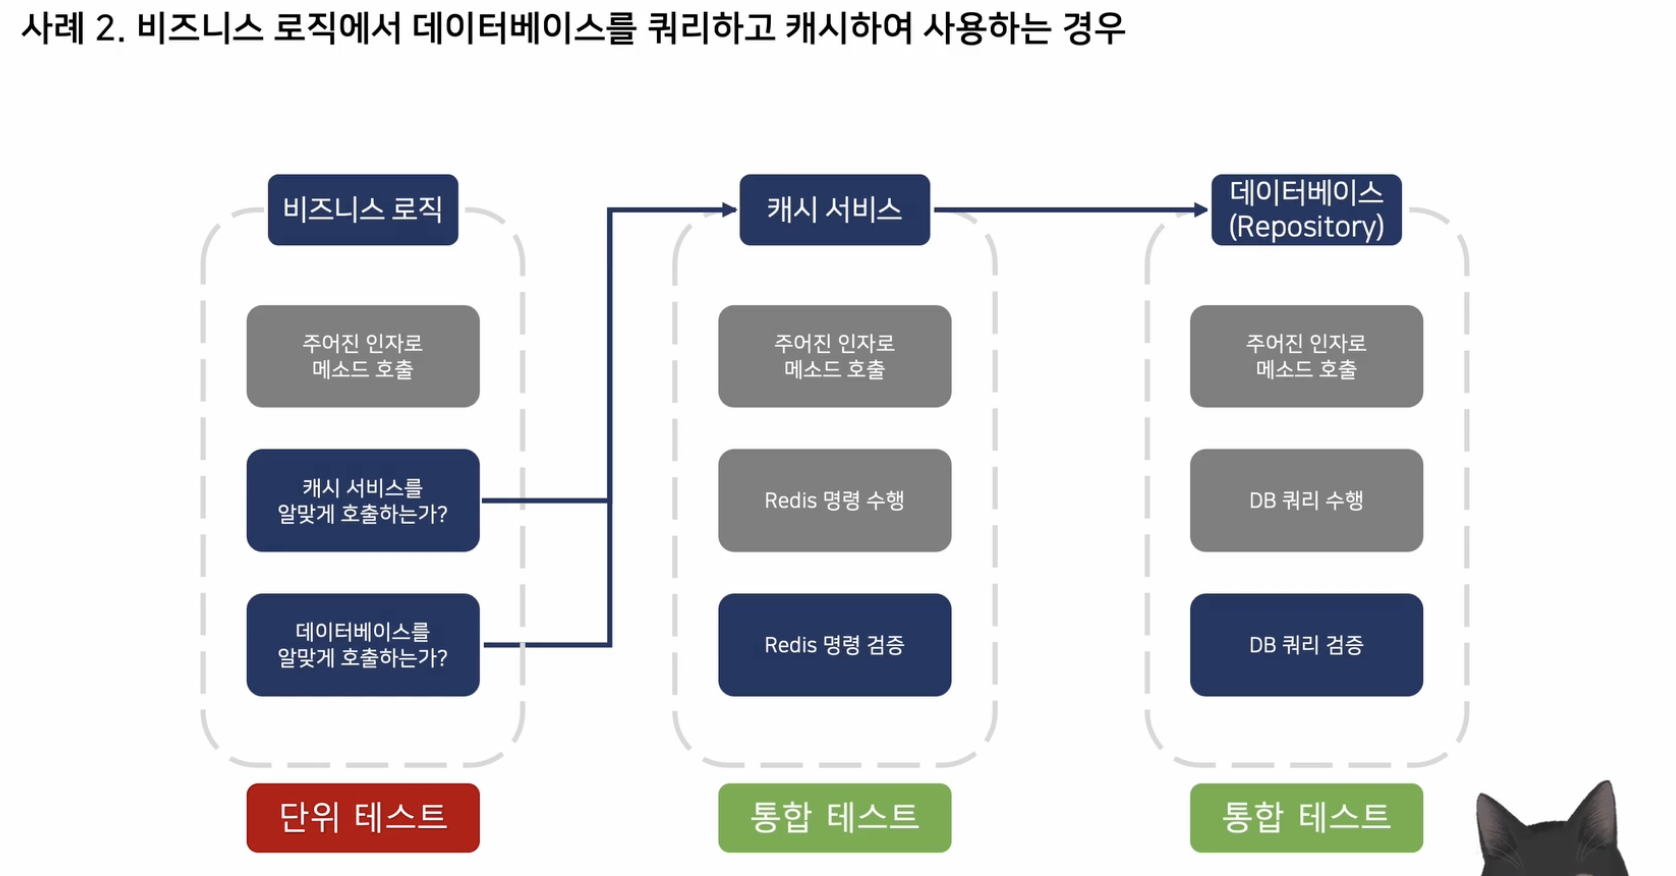 사례 2. 비즈니스 로직에서 데이터베이스를 쿼리하고 캐시하여 사용하는 경우
비즈니스 로직
주어진 인자로
메소드 호출
캐시 서비스를
알맞게 호출하는가?
데이터베이스를
알맞게 호출하는가?
단위 테스트
캐시 서비스
주어진 인자로
메소드 호출
Redis 명령 수행
Redis 명령 검증
통합 테스트
데이터베이스
(Repository)
주어진 인자로
메소드 호출
DB 쿼리 수행
DB 쿼리 검증
통합 테스트